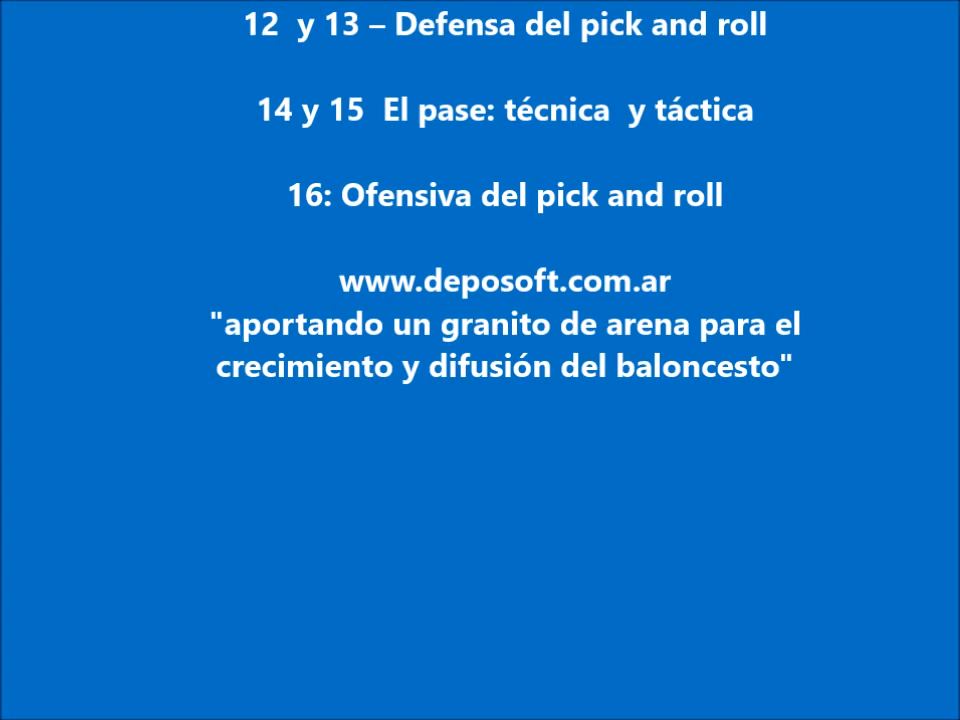 12  y 13 – Defensa del pick and roll
14 y 15  El pase: técnica  y táctica
16: Ofensiva del pick and roll
www.deposoft.com.ar
"aportando un granito de arena para el
crecimiento y difusión del baloncesto"